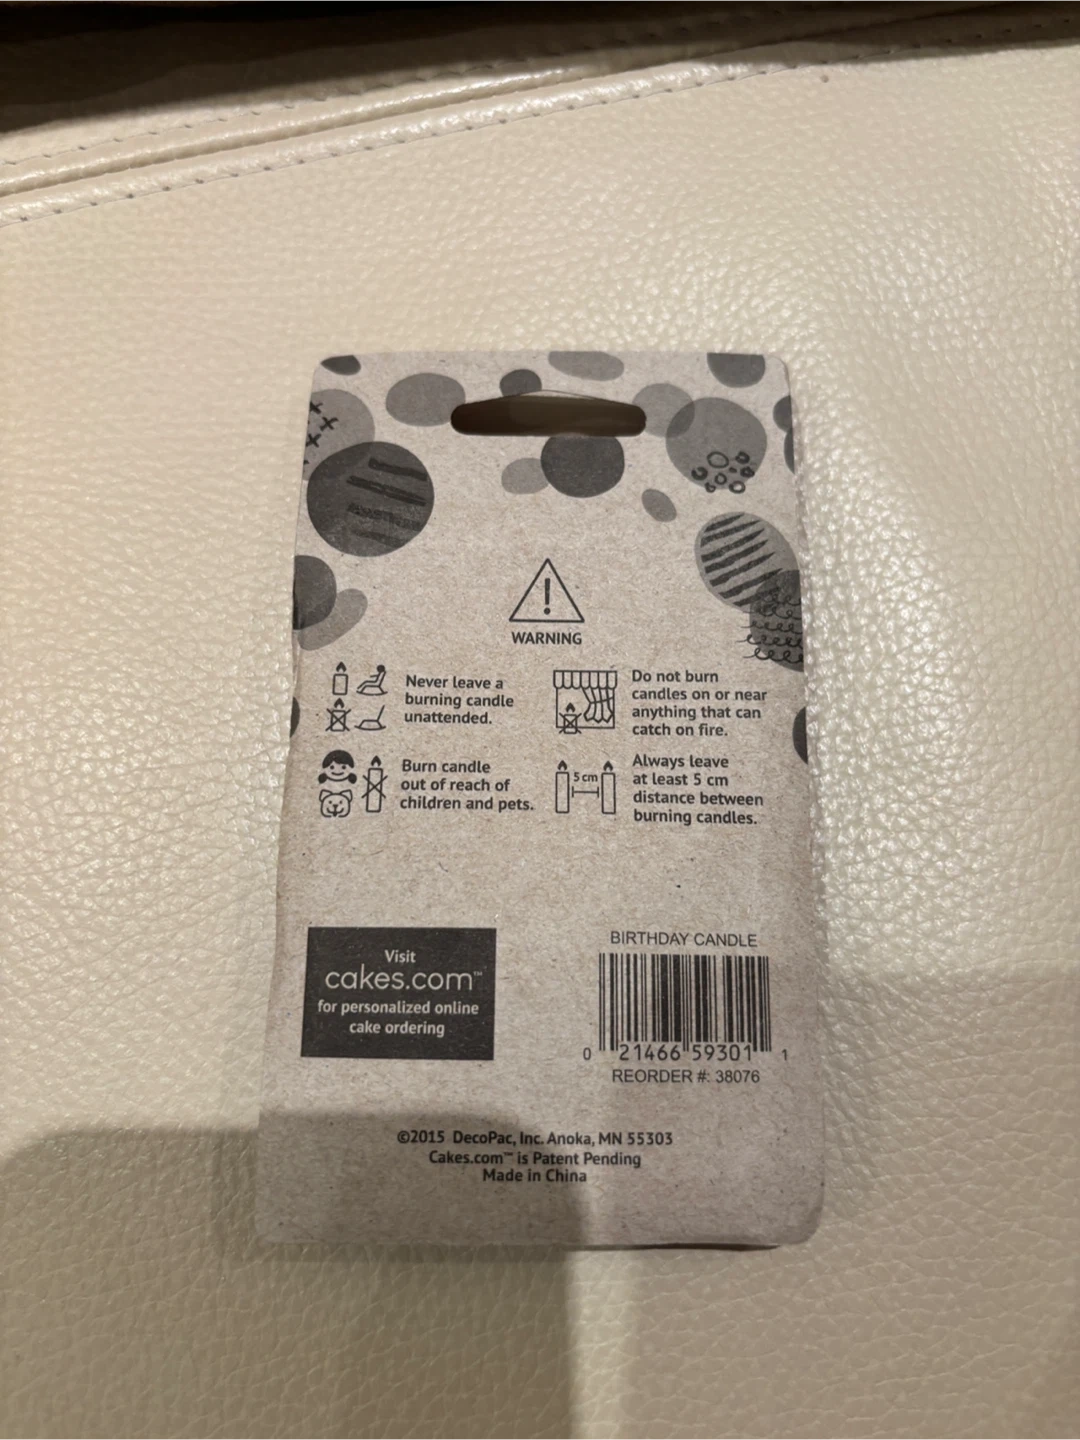 WARNING
Never leave a
burning candle
unattended.
Do not burn
candles on or near
anything that can
catch on fire.
Burn candle
out of reach of
children and pets.
5 cm
Always leave
at least 5 cm
distance between
burning candles.
Visit
cakes.com™
for personalized online
cake ordering
BIRTHDAY CANDLE
0 21466 59301 1
REORDER #: 38076
©2015 DecoPac, Inc. Anoka, MN 55303
Cakes.com™ is Patent Pending
Made in China